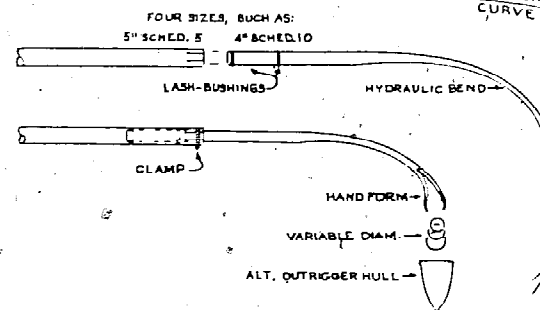 CURVE
FOUR SIZES, SUCH AS:
5" SCHED. 5 4" SCHED. 10
LASH-BUSHINGS
HYDRAULIC BEND
CLAMP
HAND FORM
VARIABLE DIAM.
ALT. OUTRIGGER HULL